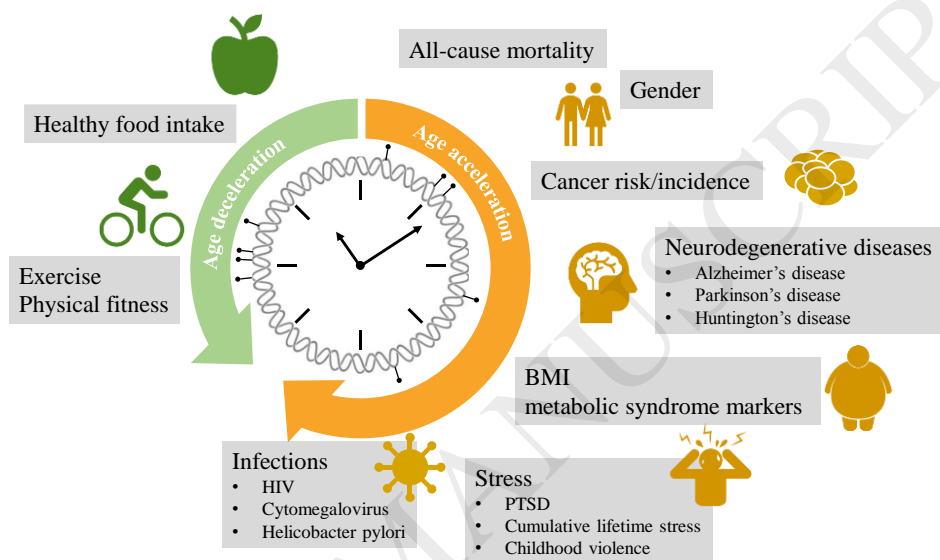 All-cause mortality
Gender
Healthy food intake
Age deceleration
Age acceleration
Cancer risk/incidence
Neurodegenerative diseases
• Alzheimer's disease
• Parkinson's disease
• Huntington's disease
Exercise
Physical fitness
BMI
metabolic syndrome markers
Infections
• HIV
• Cytomegalovirus
• Helicobacter pylori
Stress
• PTSD
• Cumulative lifetime stress
• Childhood violence
MANUSCRIP